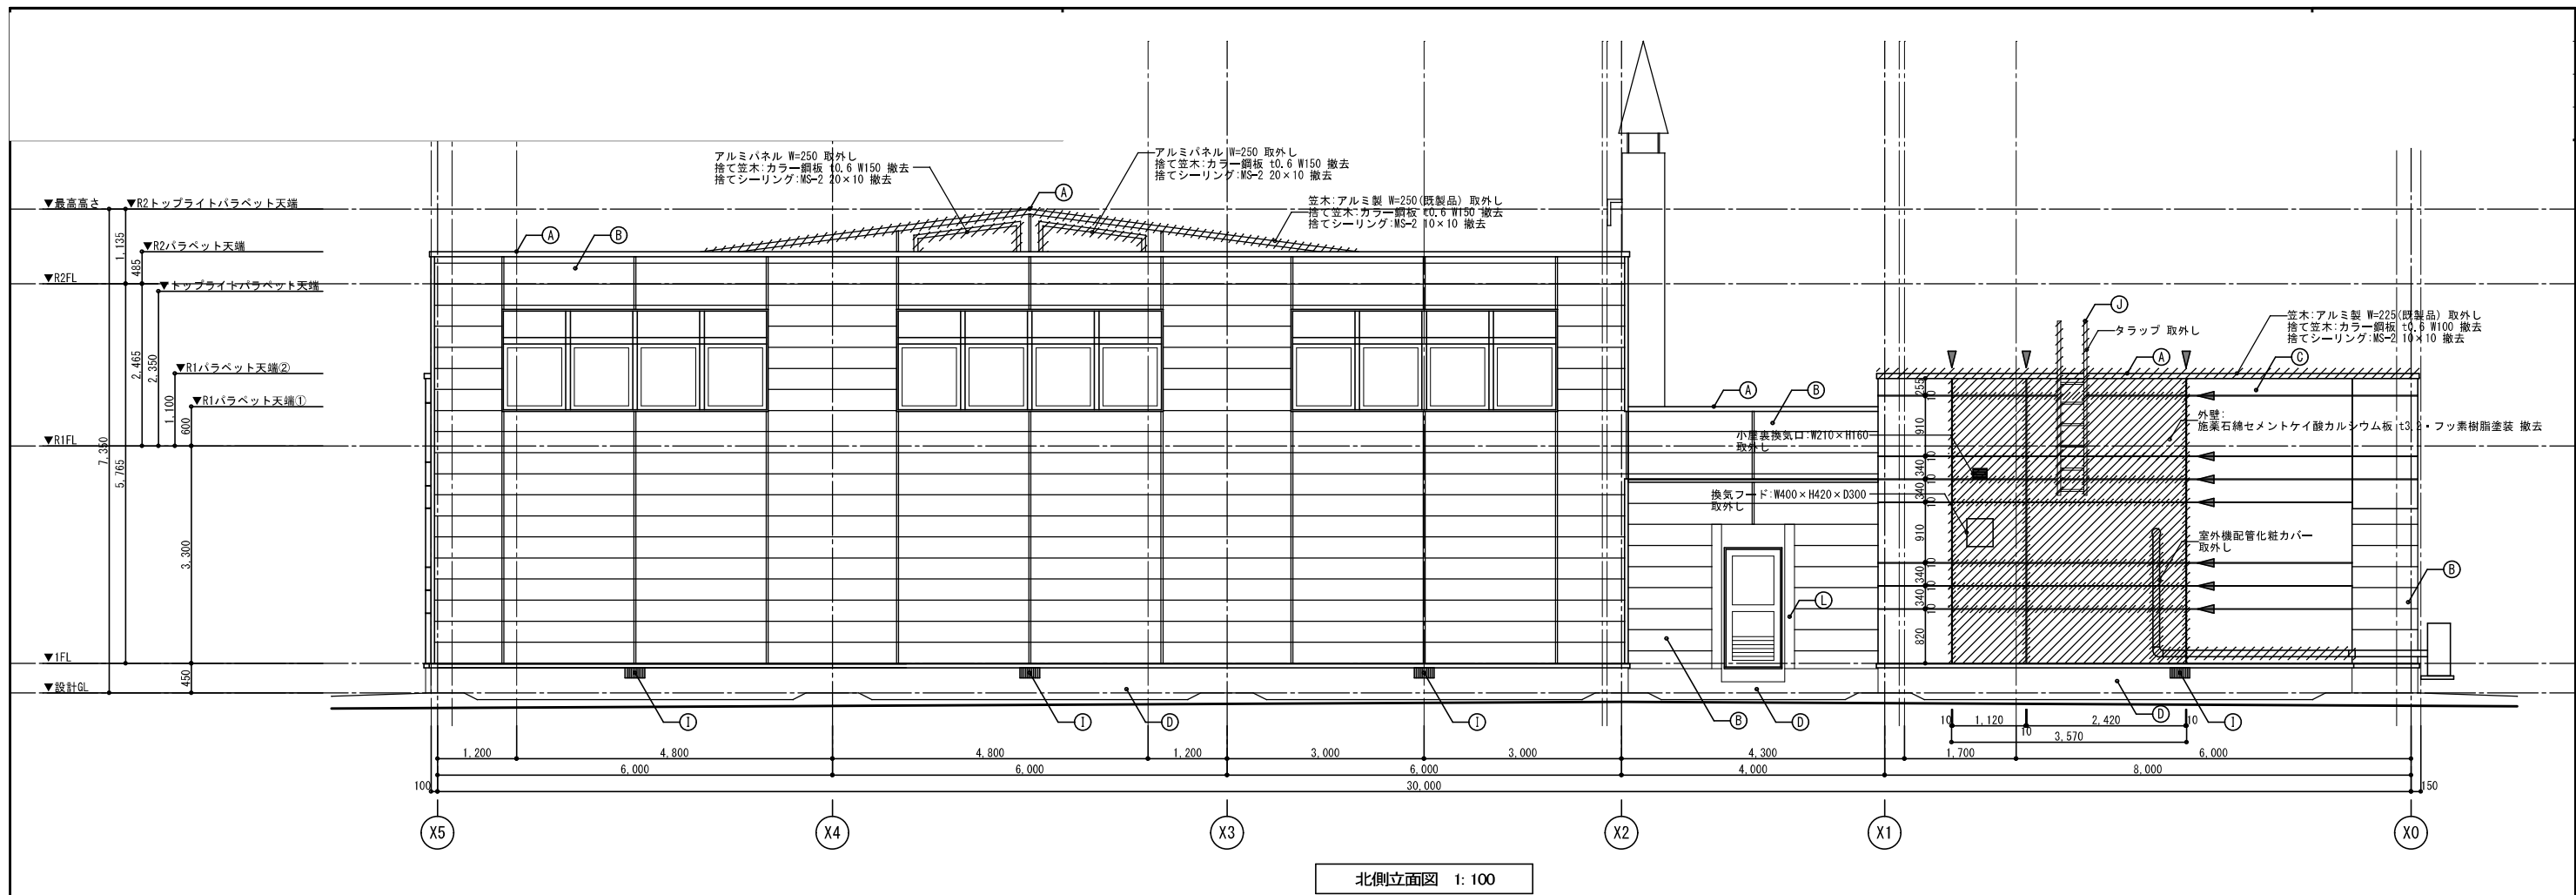 アルミパネル W=250 取外し
捨て笠木:カラー鋼板 t0.6 W150 撤去
捨てシーリング:MS-2 20×10 撤去
アルミパネル W=250 取外し
捨て笠木:カラー鋼板 t0.6 W150 撤去
捨てシーリング:MS-2 20×10 撤去
笠木:アルミ製 W=250(既製品) 取外し
捨て笠木:カラー鋼板 t0.6 W150 撤去
捨てシーリング:MS-2 10×10 撤去
▼最高高さ
▼R2トップライトパラペット天端
▼R2パラペット天端
▼R2FL
▼トップライトパラペット天端
▼R1パラペット天端②
▼R1パラペット天端①
▼R1FL
▼1FL
▼設計GL
1,135
485
2,465
2,350
1,100
600
7,350
5,765
3,300
450
A
B
A
A
B
J
タラップ 取外し
笠木:アルミ製 W=225(既製品) 取外し
捨て笠木:カラー鋼板 t0.6 W100 撤去
捨てシーリング:MS-2 10×10 撤去
A
C
外壁:
施薬石綿セメントケイ酸カルシウム板 t3.2・フッ素樹脂塗装 撤去
小屋裏換気口:W210×H160
取外し
換気フード:W400×H420×D300
取外し
室外機配管化粧カバー
取外し
B
L
255
10
910
10
340
10
340
10
910
10
340
10
340
10
820
I
I
D
I
B
D
D
I
10
1,120
10
2,420
10
3,570
1,200
4,800
4,800
1,200
3,000
3,000
4,300
1,700
6,000
6,000
6,000
6,000
4,000
8,000
100
30,000
150
X5
X4
X3
X2
X1
X0
北側立面図 1:100